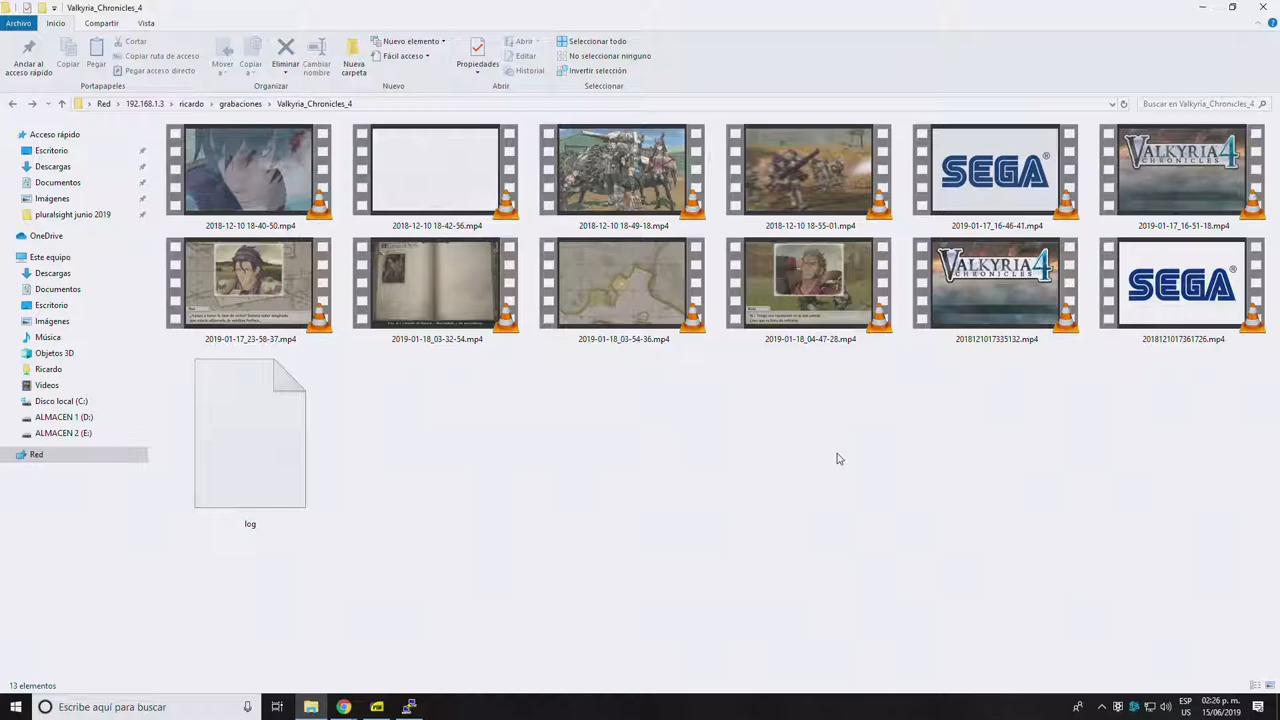 Valkyria_Chronicles_4
Archivo
Inicio
Compartir
Vista
Anclar al acceso rápido
Copiar
Pegar
Cortar
Copiar ruta de acceso
Pegar acceso directo
Portapapeles
Mover a
Copiar a
Eliminar
Cambiar nombre
Organizar
Nueva carpeta
Nuevo elemento
Fácil acceso
Nuevo
Propiedades
Abrir
Editar
Historial
Abrir
Seleccionar todo
No seleccionar ninguno
Invertir selección
Seleccionar
Red > 192.168.1.3 > ricardo > grabaciones > Valkyria_Chronicles_4
Buscar en Valkyria_Chronicles_4
Acceso rápido
Escritorio
Descargas
Documentos
Imágenes
pluralsight junio 2019
OneDrive
Este equipo
Descargas
Documentos
Escritorio
Imágenes
Música
Objetos 3D
Ricardo
Videos
Disco local (C:)
ALMACEN 1 (D:)
ALMACEN 2 (E:)
Red
SEGA
VALKYRIA 4
CHRONICLES
2018-12-10 18-40-50.mp4
2018-12-10 18-42-56.mp4
2018-12-10 18-49-18.mp4
2018-12-10 18-55-01.mp4
2019-01-17_16-46-41.mp4
2019-01-17_16-51-18.mp4
VALKYRIA 4
CHRONICLES
SEGA
2019-01-17_23-58-37.mp4
2019-01-18_03-32-54.mp4
2019-01-18_03-54-36.mp4
2019-01-18_04-47-28.mp4
2018121017335132.mp4
2018121017361726.mp4
log
13 elementos
Escribe aquí para buscar
ESP
US
02:26 p. m.
15/06/2019